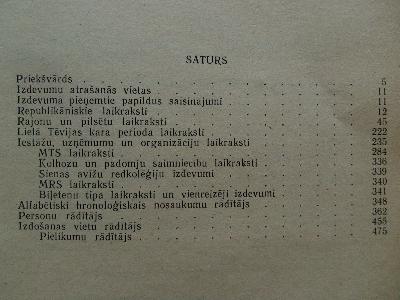 SATURS
Priekšvārds . . . 5
Izdevumu atrašanās vietas . . . 11
Izdevumā pieņemtie papildus saīsinājumi . . . 11
Republikāniskie laikraksti . . . 12
Rajonu un pilsētu laikraksti . . . 45
Lielā Tēvijas kara perioda laikraksti . . . 222
Iestāžu, uzņēmumu un organizāciju laikraksti . . . 235
MTS laikraksti . . . 284
Kolhozu un padomju saimniecību laikraksti . . . 336
Sienas avīžu redkolēģiju izdevumi . . . 339
MRS laikraksti . . . 340
Biļetenu tipa laikraksti un vienreizēji izdevumi . . . 341
Alfabētiski hronoloģiskais nosaukumu rādītājs . . . 348
Personu rādītājs . . . 362
Izdošanas vietu rādītājs . . . 455
Pielikumu rādītājs . . . 475